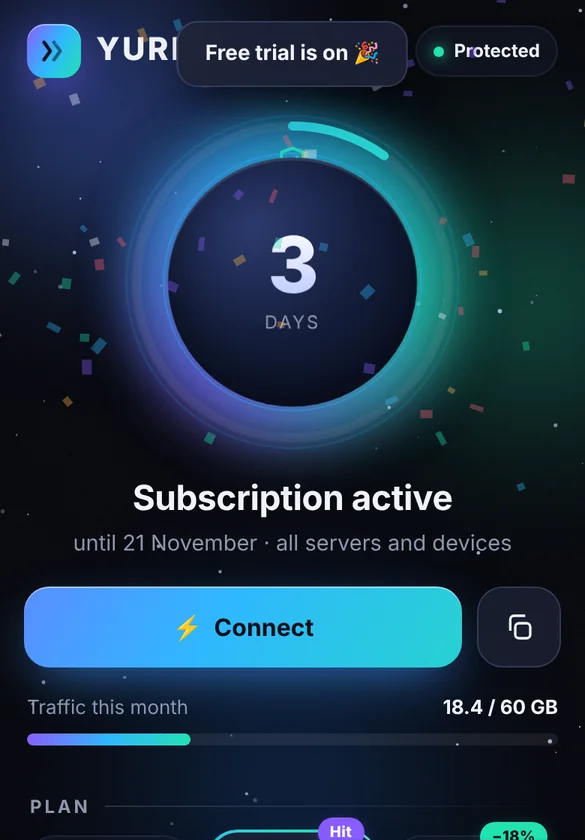 Free trial is on 🎉
Protected
3
DAYS
Subscription active
until 21 November · all servers and devices
⚡ Connect
Traffic this month
18.4 / 60 GB
PLAN
Hit
−18%